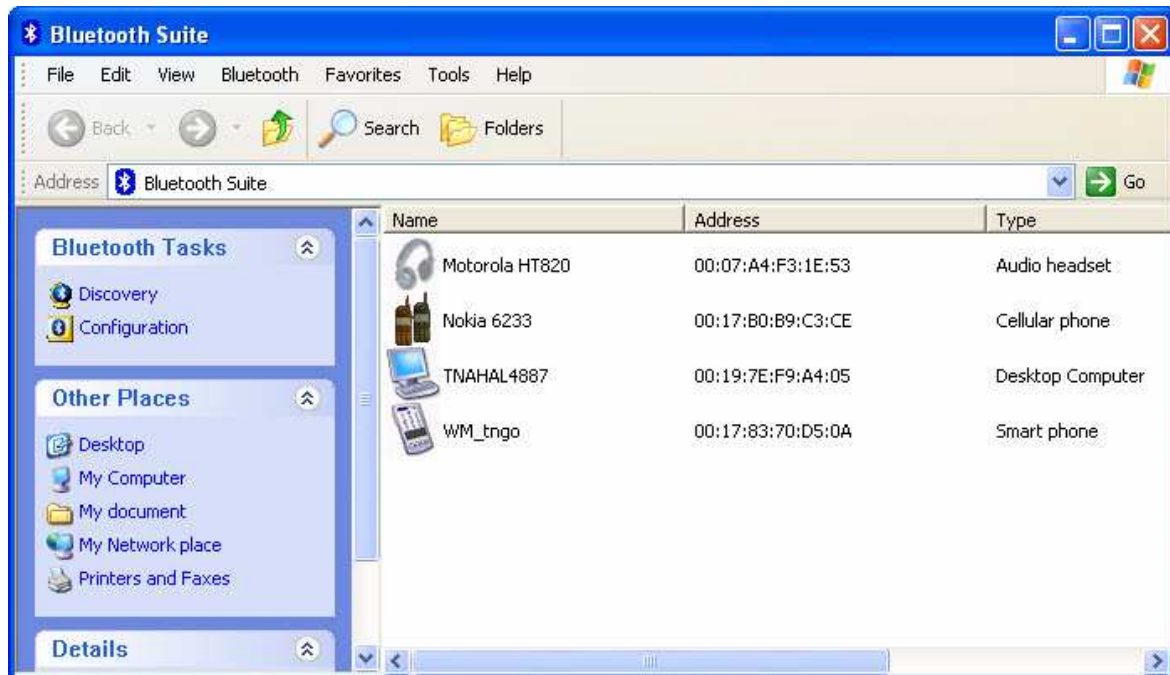 Bluetooth Suite
File Edit View Bluetooth Favorites Tools Help
Back Search Folders
Address Bluetooth Suite Go
Bluetooth Tasks
Discovery
Configuration
Other Places
Desktop
My Computer
My document
My Network place
Printers and Faxes
Details
Name Address Type
Motorola HT820 00:07:A4:F3:1E:53 Audio headset
Nokia 6233 00:17:B0:B9:C3:CE Cellular phone
TNAHAL4887 00:19:7E:F9:A4:05 Desktop Computer
WM_tngo 00:17:83:70:D5:0A Smart phone